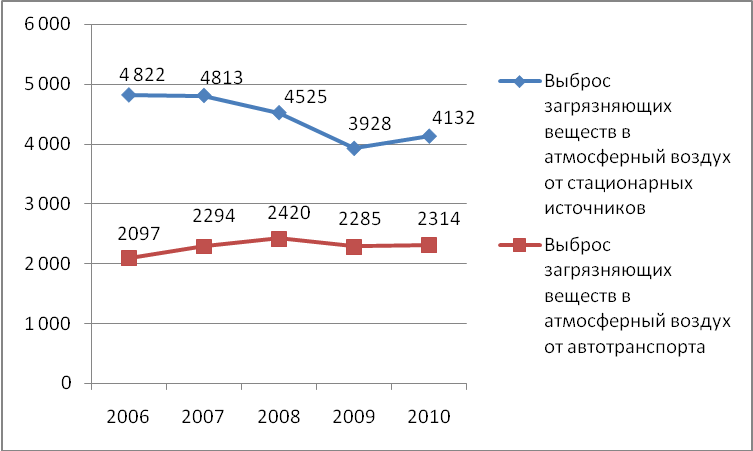 6 000
5 000
4 000
3 000
2 000
1 000
0
4 822
4813
4525
3928
4132
2097
2294
2420
2285
2314
2006 2007 2008 2009 2010
Выброс
загрязняющих
веществ в
атмосферный воздух
от стационарных
источников
Выброс
загрязняющих
веществ в
атмосферный воздух
от автотранспорта